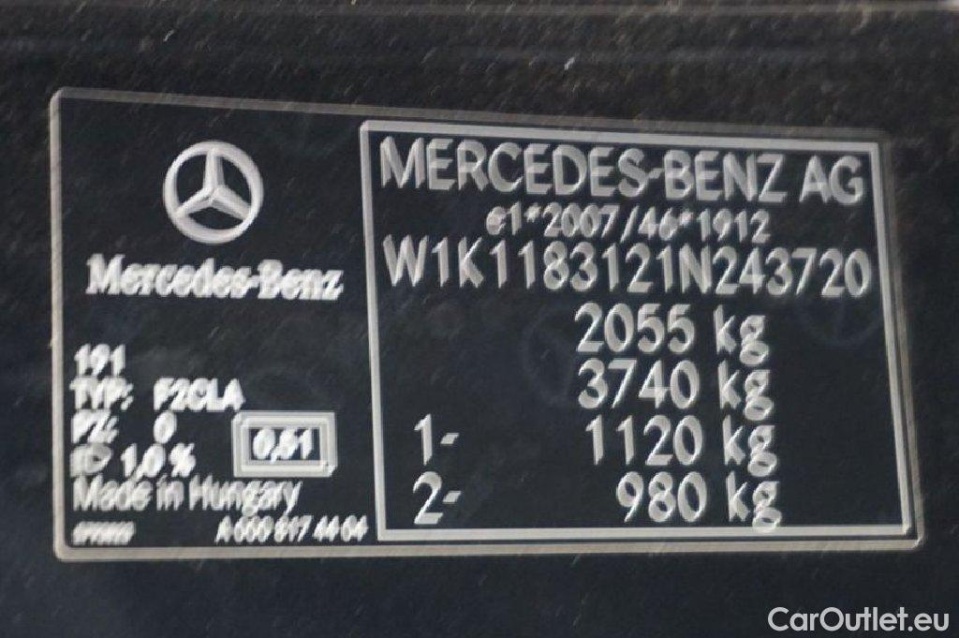 Mercedes-Benz
191
TYP: F2CLA
PZ: 0
1,0 %
0,51
Made in Hungary
A 000 817 44 04
MERCEDES-BENZ AG
e1*2007/46*1912
W1K1183121N243720
2055 kg
3740 kg
1- 1120 kg
2- 980 kg
CarOutlet.eu